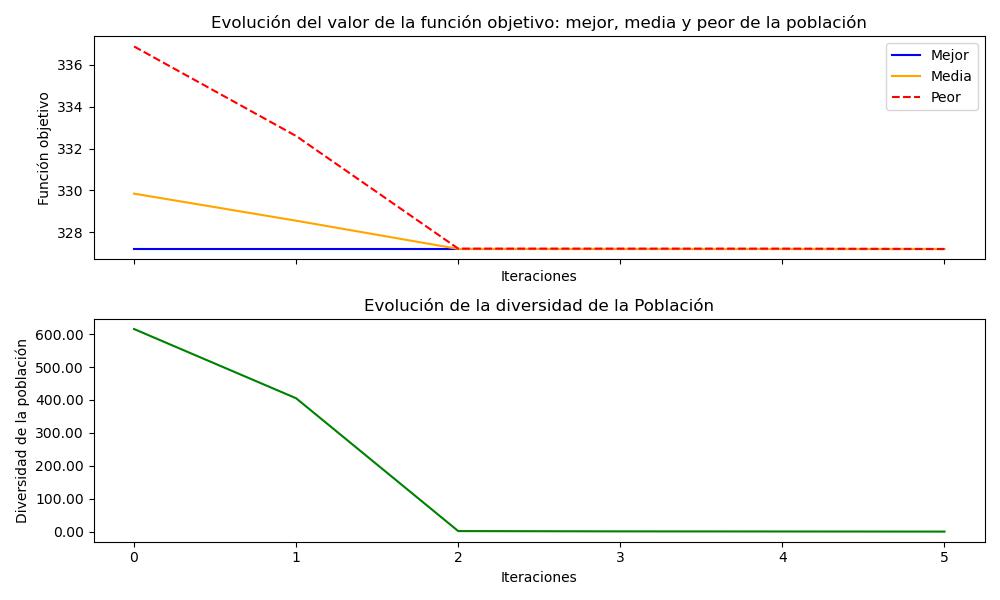 Evolución del valor de la función objetivo: mejor, media y peor de la población
Función objetivo
336
334
332
330
328
Mejor
Media
Peor
Iteraciones
Evolución de la diversidad de la Población
Diversidad de la población
600.00
500.00
400.00
300.00
200.00
100.00
0.00
0 1 2 3 4 5
Iteraciones